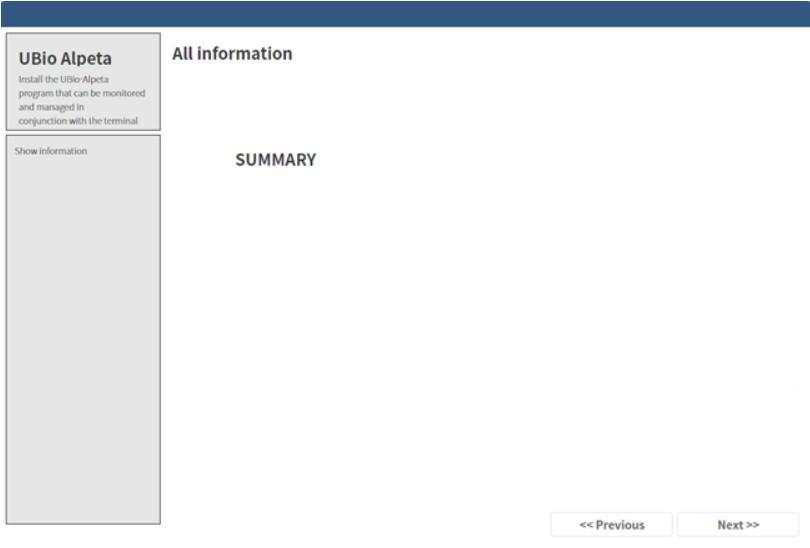 UBio Alpeta
Install the UBio-Alpeta
program that can be monitored
and managed in
conjunction with the terminal
Show information
All information
SUMMARY
<< Previous
Next >>